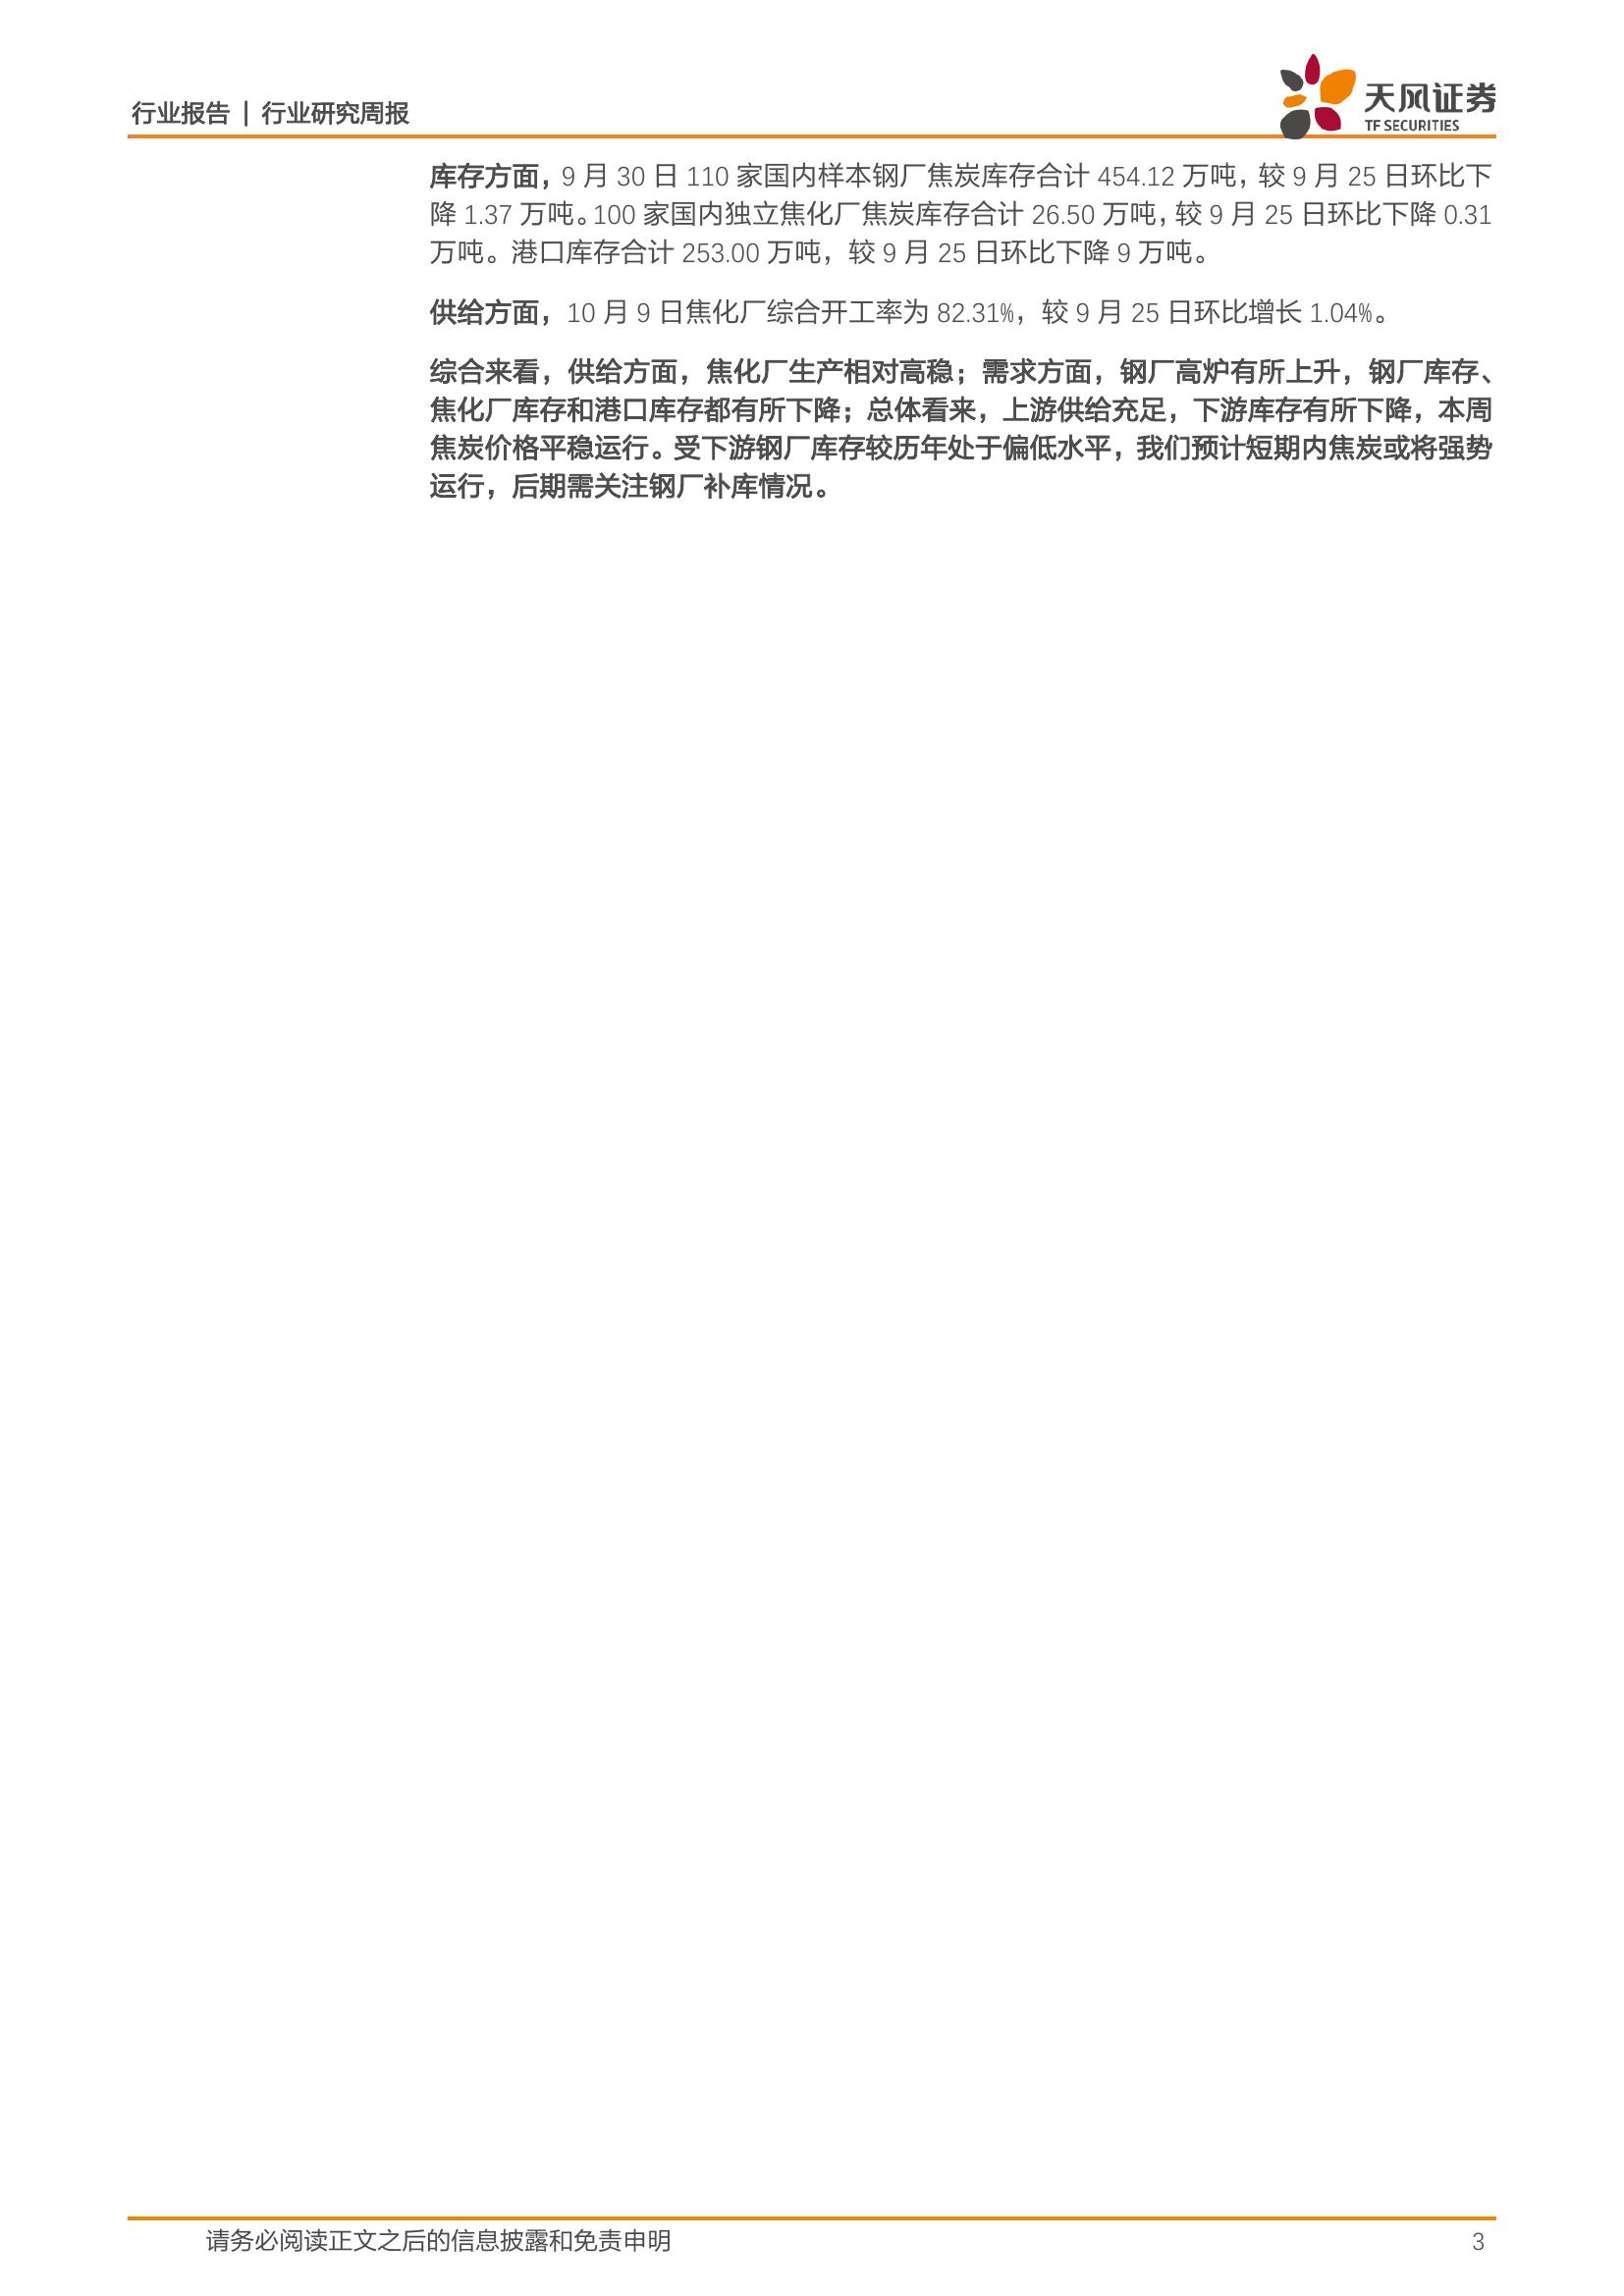 行业报告 | 行业研究周报
天风证券
TF SECURITIES
库存方面，9 月 30 日 110 家国内样本钢厂焦炭库存合计 454.12 万吨，较 9 月 25 日环比下
降 1.37 万吨。100 家国内独立焦化厂焦炭库存合计 26.50 万吨，较 9 月 25 日环比下降 0.31
万吨。港口库存合计 253.00 万吨，较 9 月 25 日环比下降 9 万吨。
供给方面，10 月 9 日焦化厂综合开工率为 82.31%，较 9 月 25 日环比增长 1.04%。
综合来看，供给方面，焦化厂生产相对高稳；需求方面，钢厂高炉有所上升，钢厂库存、
焦化厂库存和港口库存都有所下降；总体看来，上游供给充足，下游库存有所下降，本周
焦炭价格平稳运行。受下游钢厂库存较历年处于偏低水平，我们预计短期内焦炭或将强势
运行，后期需关注钢厂补库情况。
请务必阅读正文之后的信息披露和免责申明
3